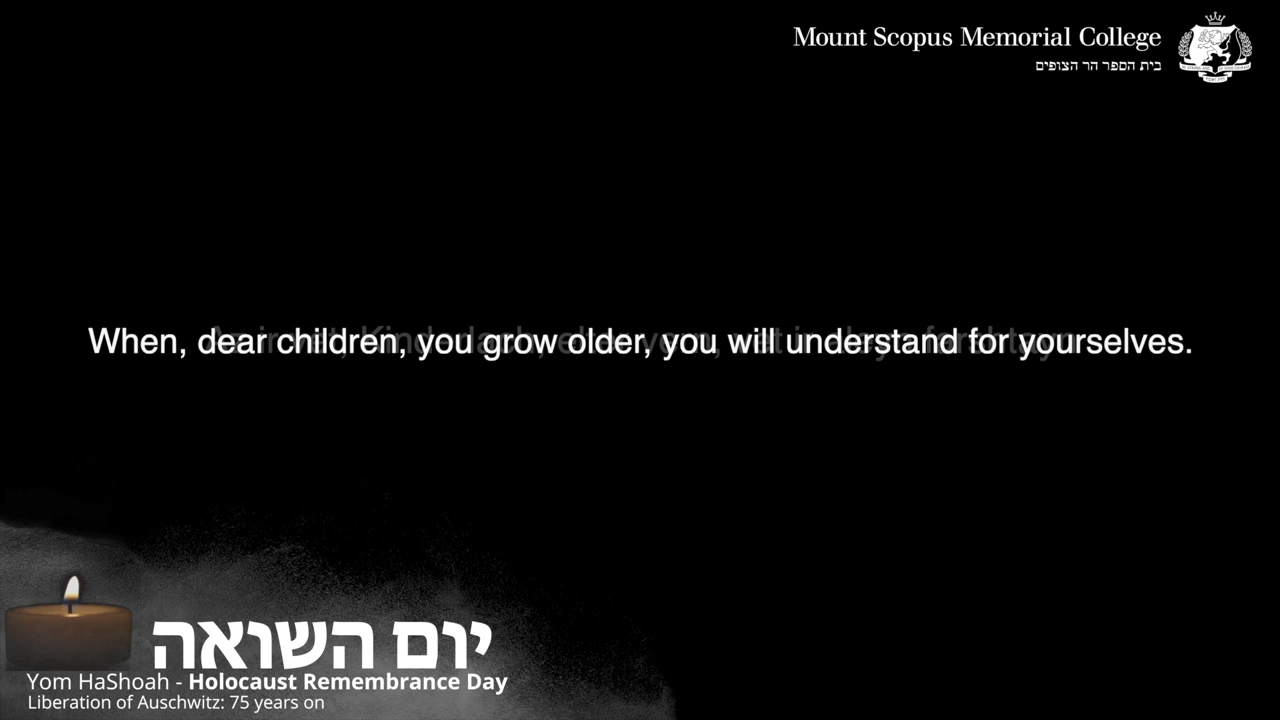 Mount Scopus Memorial College
בית הספר הר הצופים
When, dear children, you grow older, you will understand for yourselves.
יום השואה
Yom HaShoah - Holocaust Remembrance Day
Liberation of Auschwitz: 75 years on